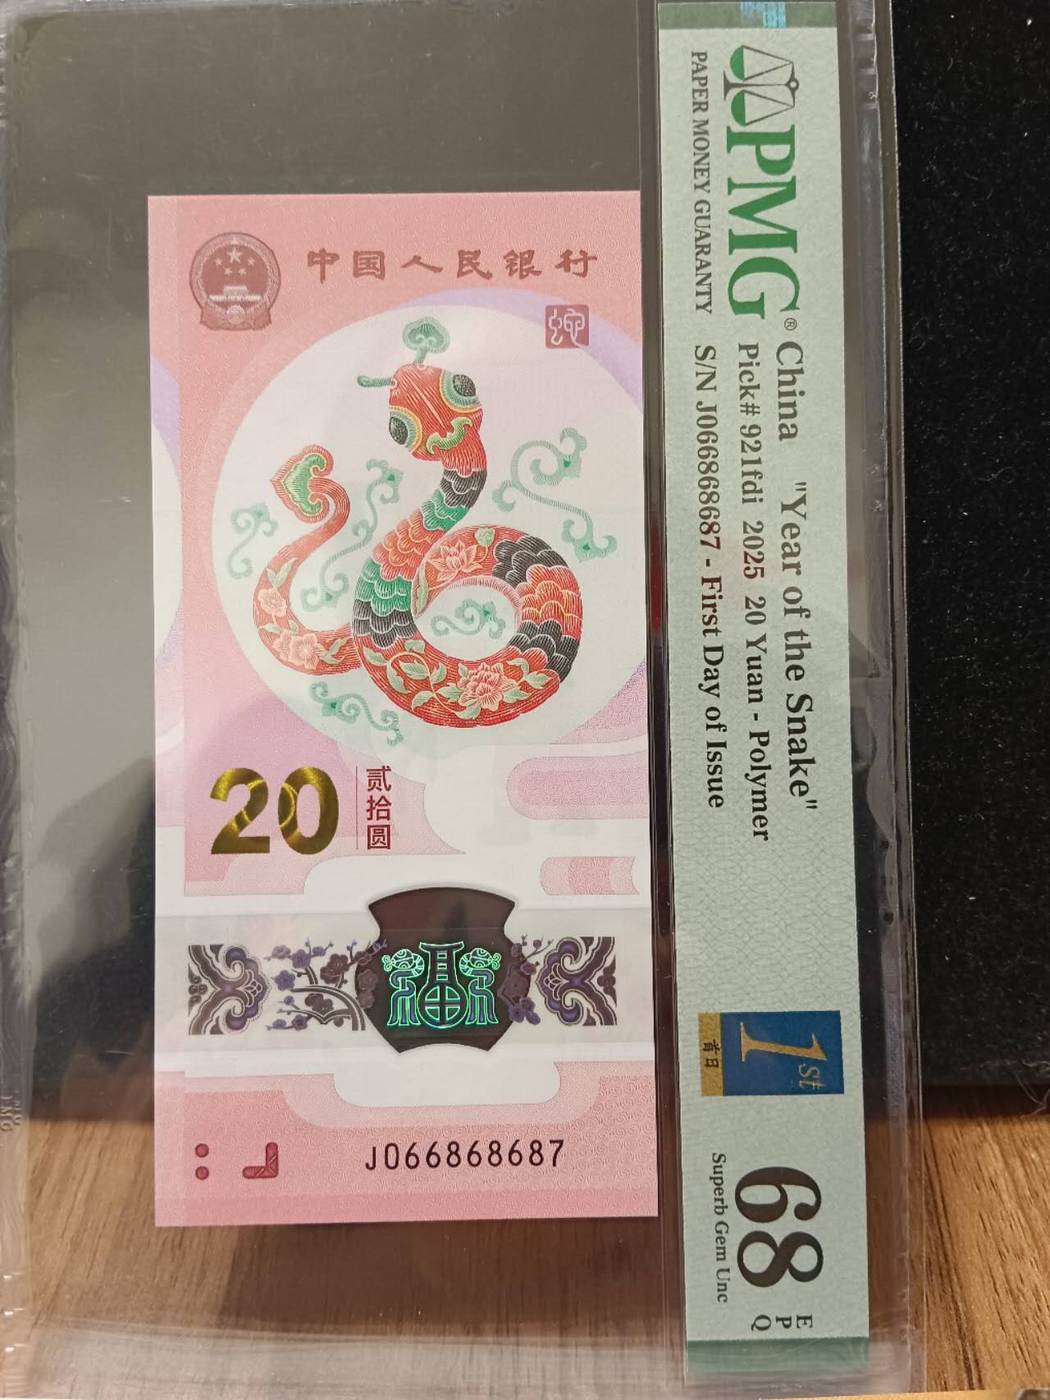 中国人民银行
蛇
20
贰拾圆
J066868687
PMG®
PAPER MONEY GUARANTY
China "Year of the Snake"
Pick# 921fdi 2025 20 Yuan - Polymer
S/N J066868687 - First Day of Issue
1st
首日
68 EPQ
Superb Gem Unc